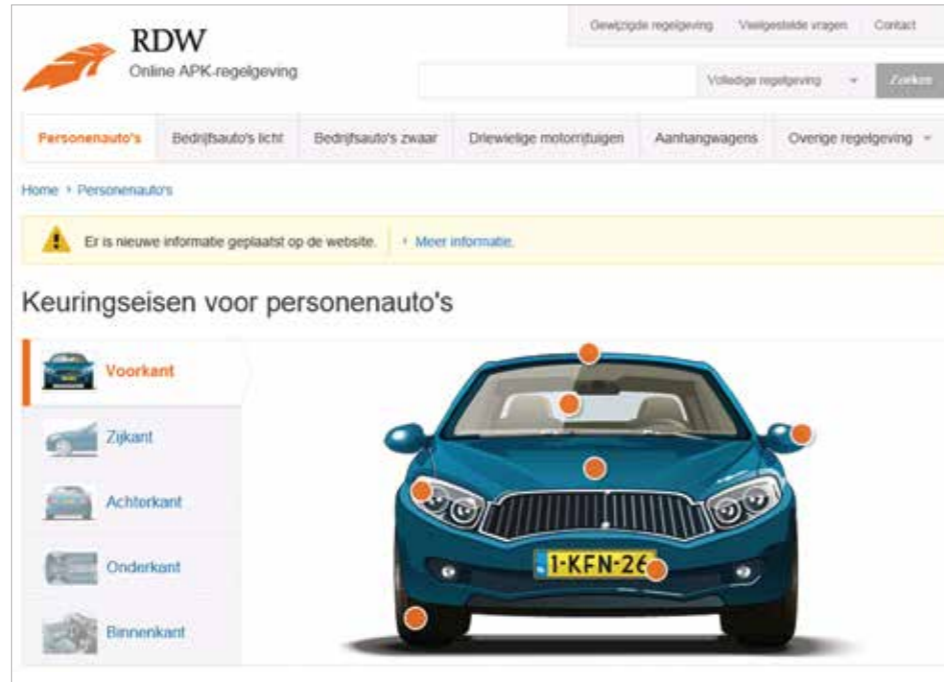 Gewijzigde regelgeving Veelgestelde vragen Contact
RDW
Online APK-regelgeving
Volledige regelgeving Zoeken
Personenauto's Bedrijfsauto's licht Bedrijfsauto's zwaar Driewielige motorrijtuigen Aanhangwagens Overige regelgeving
Home Personenauto's
Er is nieuwe informatie geplaatst op de website. Meer informatie.
Keuringseisen voor personenauto's
Voorkant
Zijkant
Achterkant
Onderkant
Binnenkant
1-KFN-26